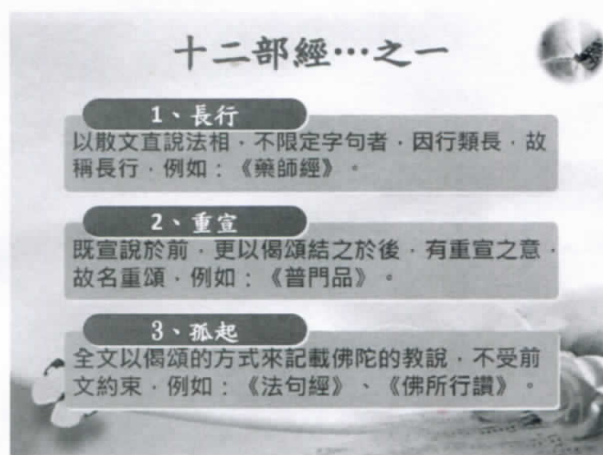 十二部經…之一
1、長行
以散文直說法相，不限定字句者，因行類長，故
稱長行，例如：《藥師經》。
2、重宣
既宣說於前，更以偈頌結之於後，有重宣之意，
故名重頌，例如：《普門品》。
3、孤起
全文以偈頌的方式來記載佛陀的教說，不受前
文約束，例如：《法句經》、《佛所行讚》。